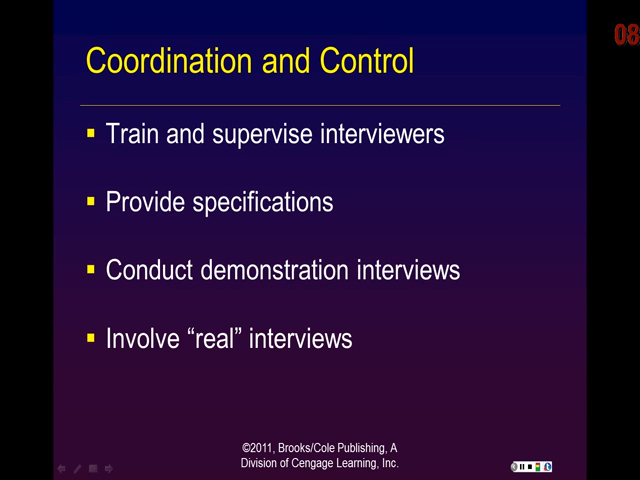 08
Coordination and Control
Train and supervise interviewers
Provide specifications
Conduct demonstration interviews
Involve “real” interviews
©2011, Brooks/Cole Publishing, A
Division of Cengage Learning, Inc.